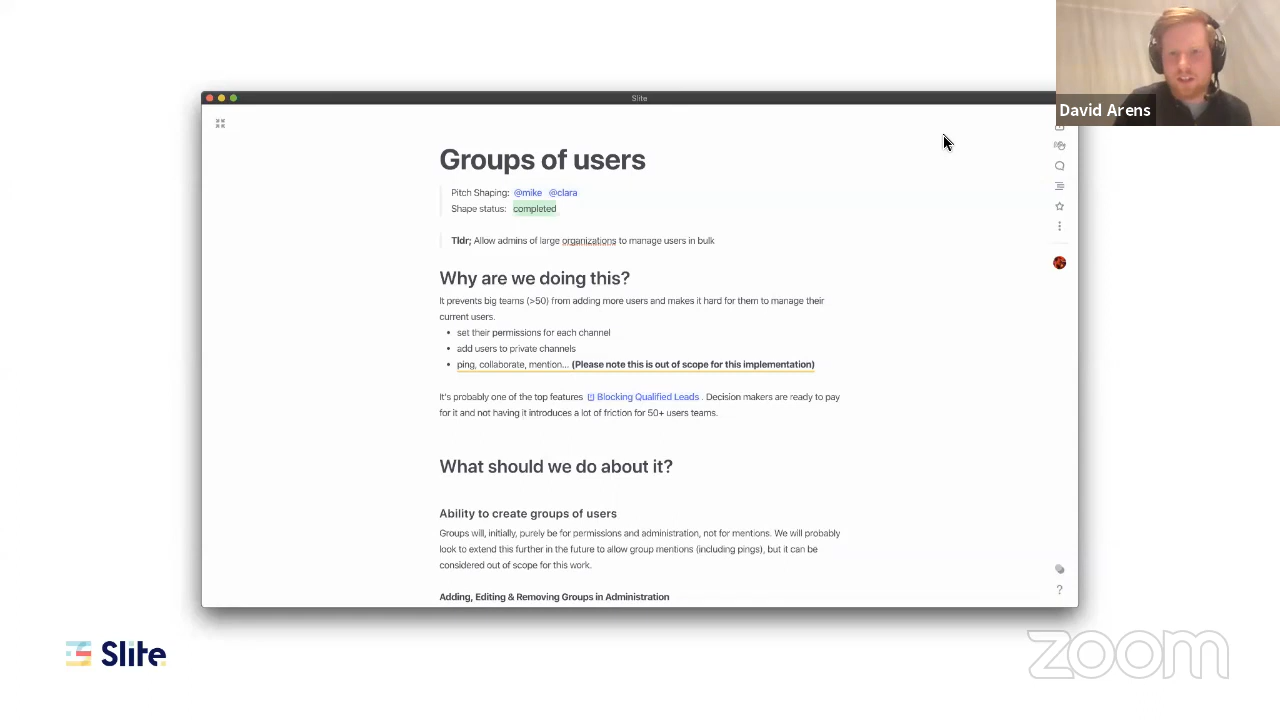 David Arens
Slite
Groups of users
Pitch Shaping: @mike @clara
Shape status: completed
Tldr; Allow admins of large organizations to manage users in bulk
Why are we doing this?
It prevents big teams (>50) from adding more users and makes it hard for them to manage their
current users.
• set their permissions for each channel
• add users to private channels
• ping, collaborate, mention... (Please note this is out of scope for this implementation)
It's probably one of the top features Blocking Qualified Leads . Decision makers are ready to pay
for it and not having it introduces a lot of friction for 50+ users teams.
What should we do about it?
Ability to create groups of users
Groups will, initially, purely be for permissions and administration, not for mentions. We will probably
look to extend this further in the future to allow group mentions (including pings), but it can be
considered out of scope for this work.
Adding, Editing & Removing Groups in Administration
?
Slite
zoom